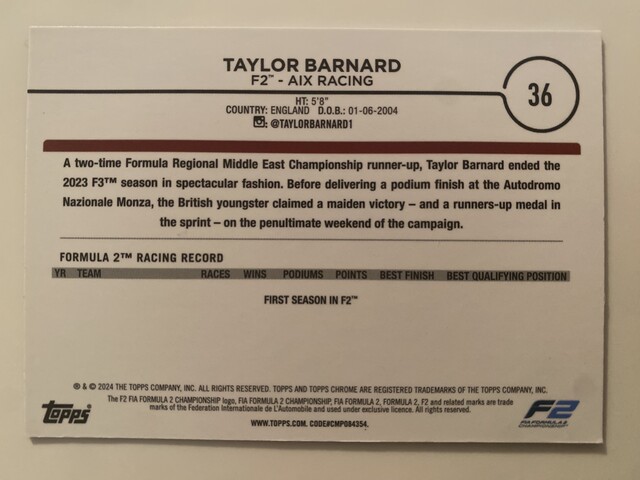 TAYLOR BARNARD
F2™ - AIX RACING
36
HT: 5'8"
COUNTRY: ENGLAND D.O.B.: 01-06-2004
: @TAYLORBARNARD1
A two-time Formula Regional Middle East Championship runner-up, Taylor Barnard ended the
2023 F3™ season in spectacular fashion. Before delivering a podium finish at the Autodromo
Nazionale Monza, the British youngster claimed a maiden victory – and a runners-up medal in
the sprint – on the penultimate weekend of the campaign.
FORMULA 2™ RACING RECORD
YR TEAM RACES WINS PODIUMS POINTS BEST FINISH BEST QUALIFYING POSITION
FIRST SEASON IN F2™
® & © 2024 THE TOPPS COMPANY, INC. ALL RIGHTS RESERVED. TOPPS AND TOPPS CHROME ARE REGISTERED TRADEMARKS OF THE TOPPS COMPANY, INC.
The F2 FIA FORMULA 2 CHAMPIONSHIP logo, FIA FORMULA 2 CHAMPIONSHIP, FIA FORMULA 2, FORMULA 2, F2 and related marks are trade
marks of the Federation Internationale de L'Automobile and used under exclusive licence. All rights reserved.
WWW.TOPPS.COM. CODE#CMP084354.
Topps®
F2
FIA FORMULA 2
CHAMPIONSHIP